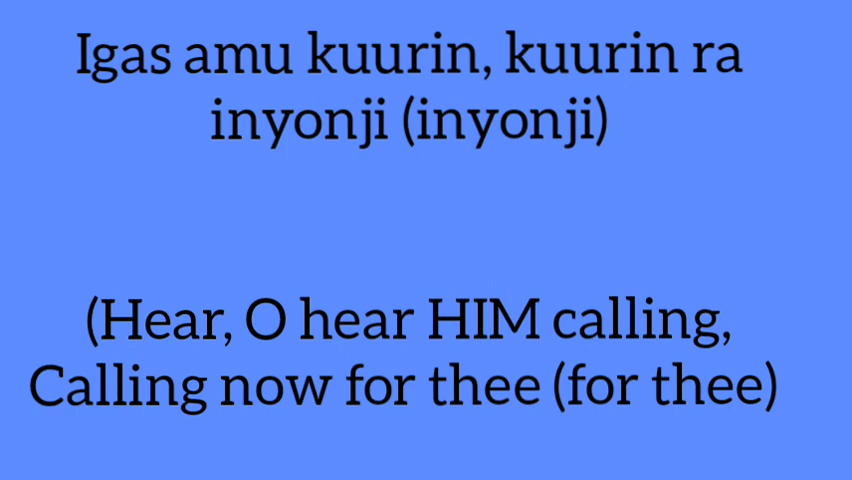 Igas amu kuurin, kuurin ra
inyonji (inyonji)
(Hear, O hear HIM calling,
Calling now for thee (for thee)